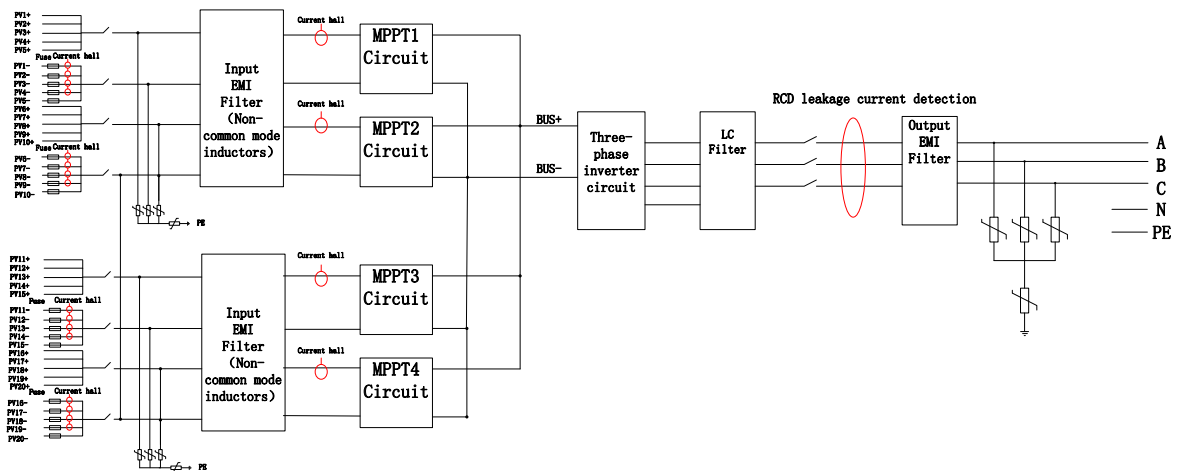 PV1+
PV2+
PV3+
PV4+
PV5+
Fuse Current hall
PV1-
PV2-
PV3-
PV4-
PV5-
PV6+
PV7+
PV8+
PV9+
PV10+
Fuse Current hall
PV6-
PV7-
PV8-
PV9-
PV10-
Input
EMI
Filter
(Non-
common mode
inductors)
PE
Current hall
MPPT1
Circuit
Current hall
MPPT2
Circuit
PV11+
PV12+
PV13+
PV14+
PV15+
Fuse Current hall
PV11-
PV12-
PV13-
PV14-
PV15-
PV16+
PV17+
PV18+
PV19+
PV20+
Fuse Current hall
PV16-
PV17-
PV18-
PV19-
PV20-
Input
EMI
Filter
(Non-
common mode
inductors)
PE
Current hall
MPPT3
Circuit
Current hall
MPPT4
Circuit
BUS+
BUS-
Three-
phase
inverter
circuit
LC
Filter
RCD leakage current detection
Output
EMI
Filter
A
B
C
N
PE